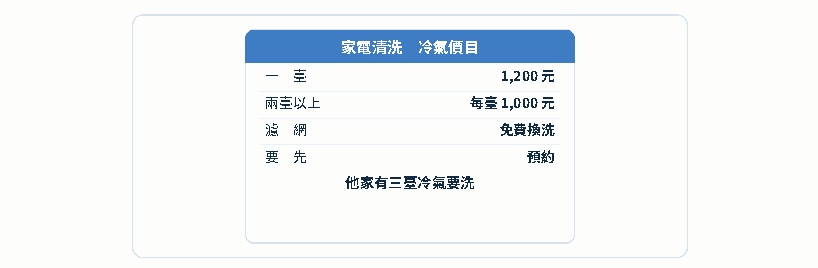 家電清洗　冷氣價目
一　臺　1,200 元
兩臺以上　每臺 1,000 元
濾　網　免費換洗
要　先　預約
他家有三臺冷氣要洗